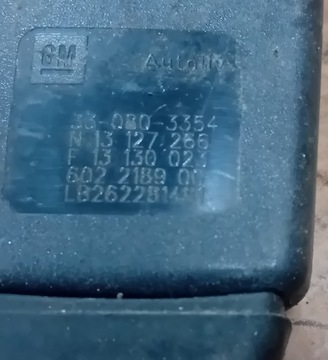 GM
Autoliv
33-080-3354
N 13 127 266
F 13 130 023
602 2189 00